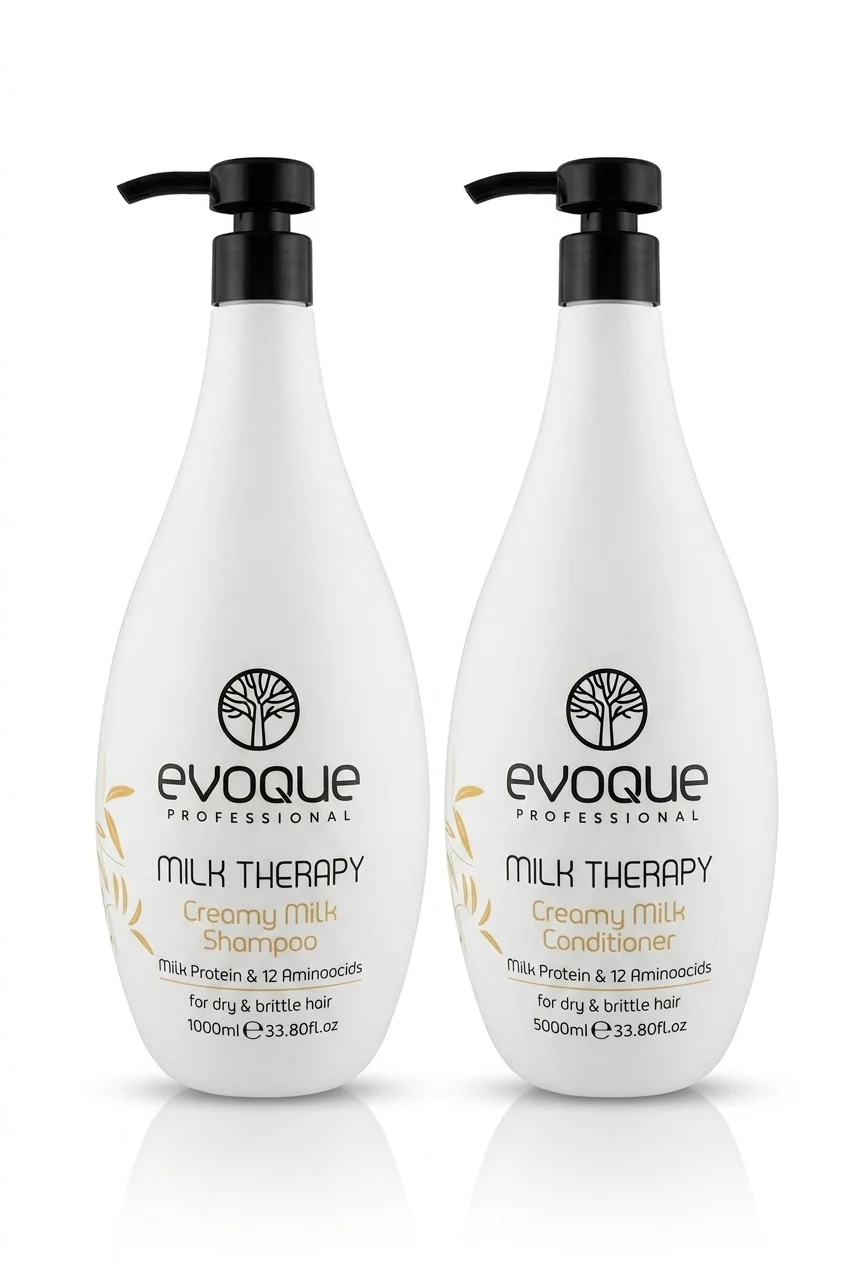 evoque
PROFESSIONAL
MILK THERAPY
Creamy Milk
Shampoo
Milk Protein & 12 Aminoocids
for dry & brittle hair
1000ml ℮ 33.80fl.oz
evoque
PROFESSIONAL
MILK THERAPY
Creamy Milk
Conditioner
Milk Protein & 12 Aminoocids
for dry & brittle hair
5000ml ℮ 33.80fl.oz